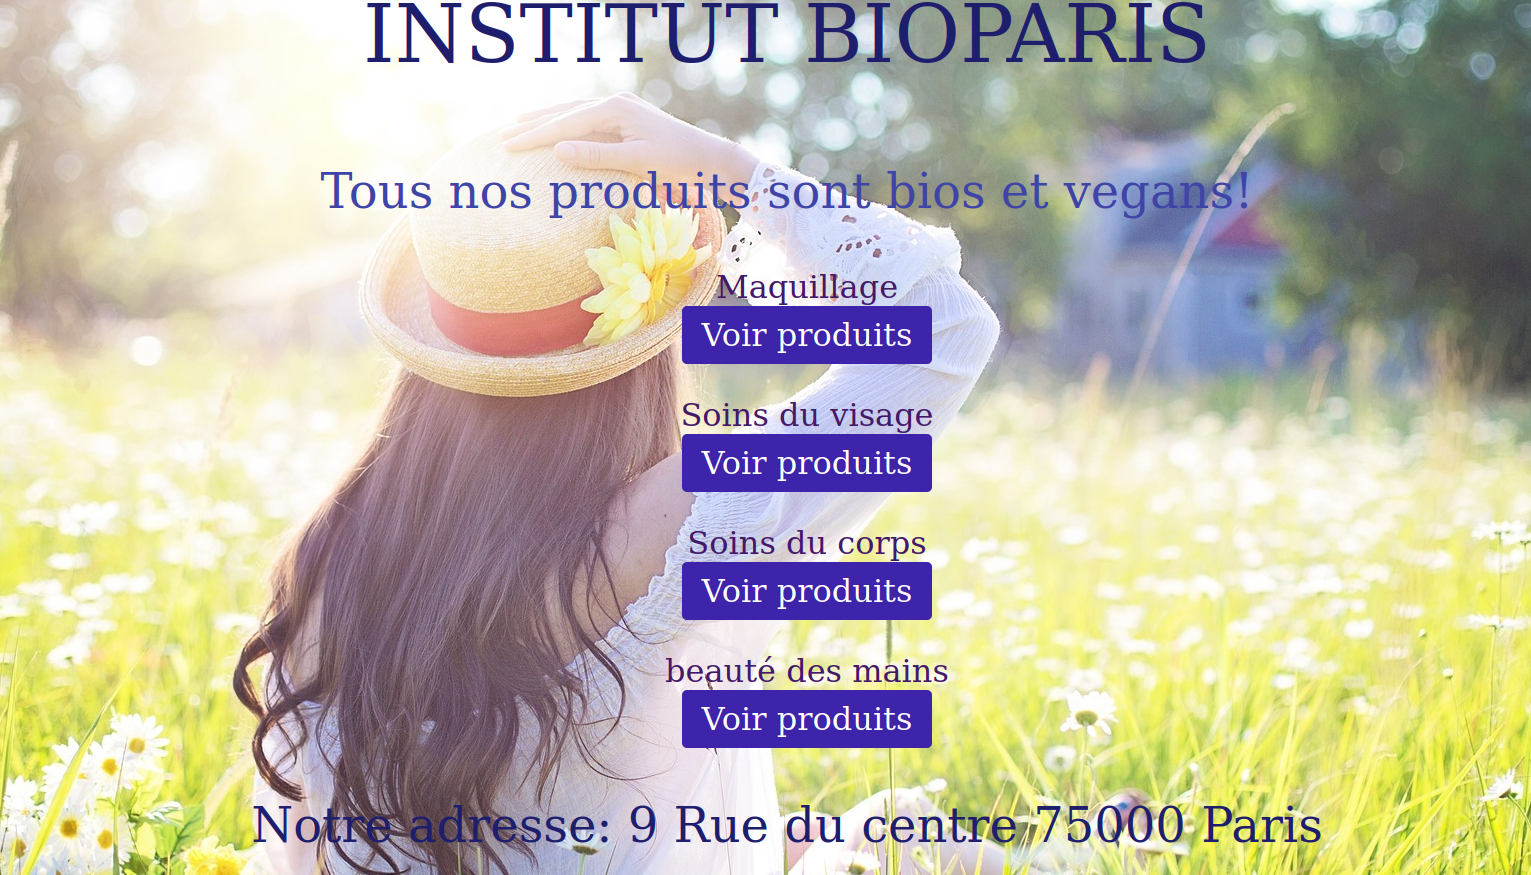 INSTITUT BIOPARIS
Tous nos produits sont bios et vegans!
Maquillage
Voir produits
Soins du visage
Voir produits
Soins du corps
Voir produits
beauté des mains
Voir produits
Notre adresse: 9 Rue du centre 75000 Paris